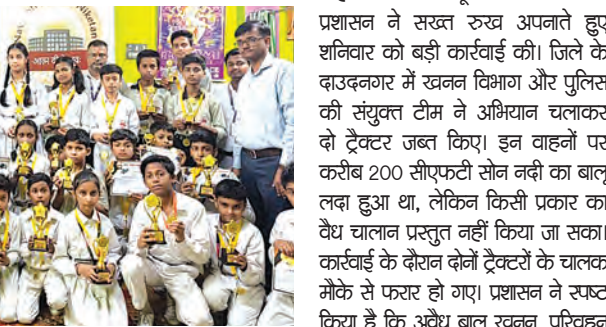 प्रशासन ने सख्त रुख अपनाते हुए
शनिवार को बड़ी कार्रवाई की। जिले के
दाउदनगर में खनन विभाग और पुलिस
की संयुक्त टीम ने अभियान चलाकर
दो ट्रैक्टर जब्त किए। इन वाहनों पर
करीब 200 सीएफटी सोन नदी का बालू
लदा हुआ था, लेकिन किसी प्रकार का
वैध चालान प्रस्तुत नहीं किया जा सका।
कार्रवाई के दौरान दोनों ट्रैक्टरों के चालक
मौके से फरार हो गए। प्रशासन ने स्पष्ट
किया है कि अवैध बालू खनन, परिवहन